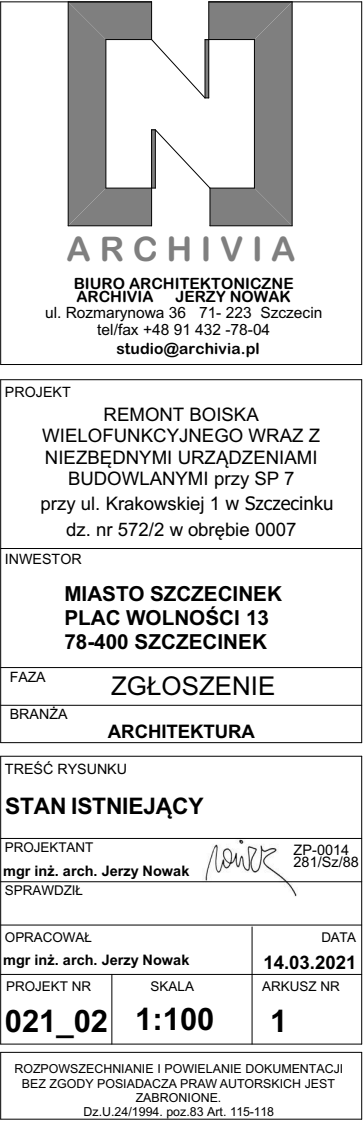 ARCHIVIA
BIURO ARCHITEKTONICZNE
ARCHIVIA JERZY NOWAK
ul. Rozmarynowa 36 71- 223 Szczecin
tel/fax +48 91 432 -78-04
studio@archivia.pl
PROJEKT
REMONT BOISKA
WIELOFUNKCYJNEGO WRAZ Z
NIEZBĘDNYMI URZĄDZENIAMI
BUDOWLANYMI przy SP 7
przy ul. Krakowskiej 1 w Szczecinku
dz. nr 572/2 w obrębie 0007
INWESTOR
MIASTO SZCZECINEK
PLAC WOLNOŚCI 13
78-400 SZCZECINEK
FAZA
ZGŁOSZENIE
BRANŻA
ARCHITEKTURA
TREŚĆ RYSUNKU
STAN ISTNIEJĄCY
PROJEKTANT
mgr inż. arch. Jerzy Nowak
ZP-0014
281/Sz/88
SPRAWDZIŁ
OPRACOWAŁ
mgr inż. arch. Jerzy Nowak
DATA
14.03.2021
PROJEKT NR
021_02
SKALA
1:100
ARKUSZ NR
1
ROZPOWSZECHNIANIE I POWIELANIE DOKUMENTACJI
BEZ ZGODY POSIADACZA PRAW AUTORSKICH JEST
ZABRONIONE.
Dz.U.24/1994. poz.83 Art. 115-118